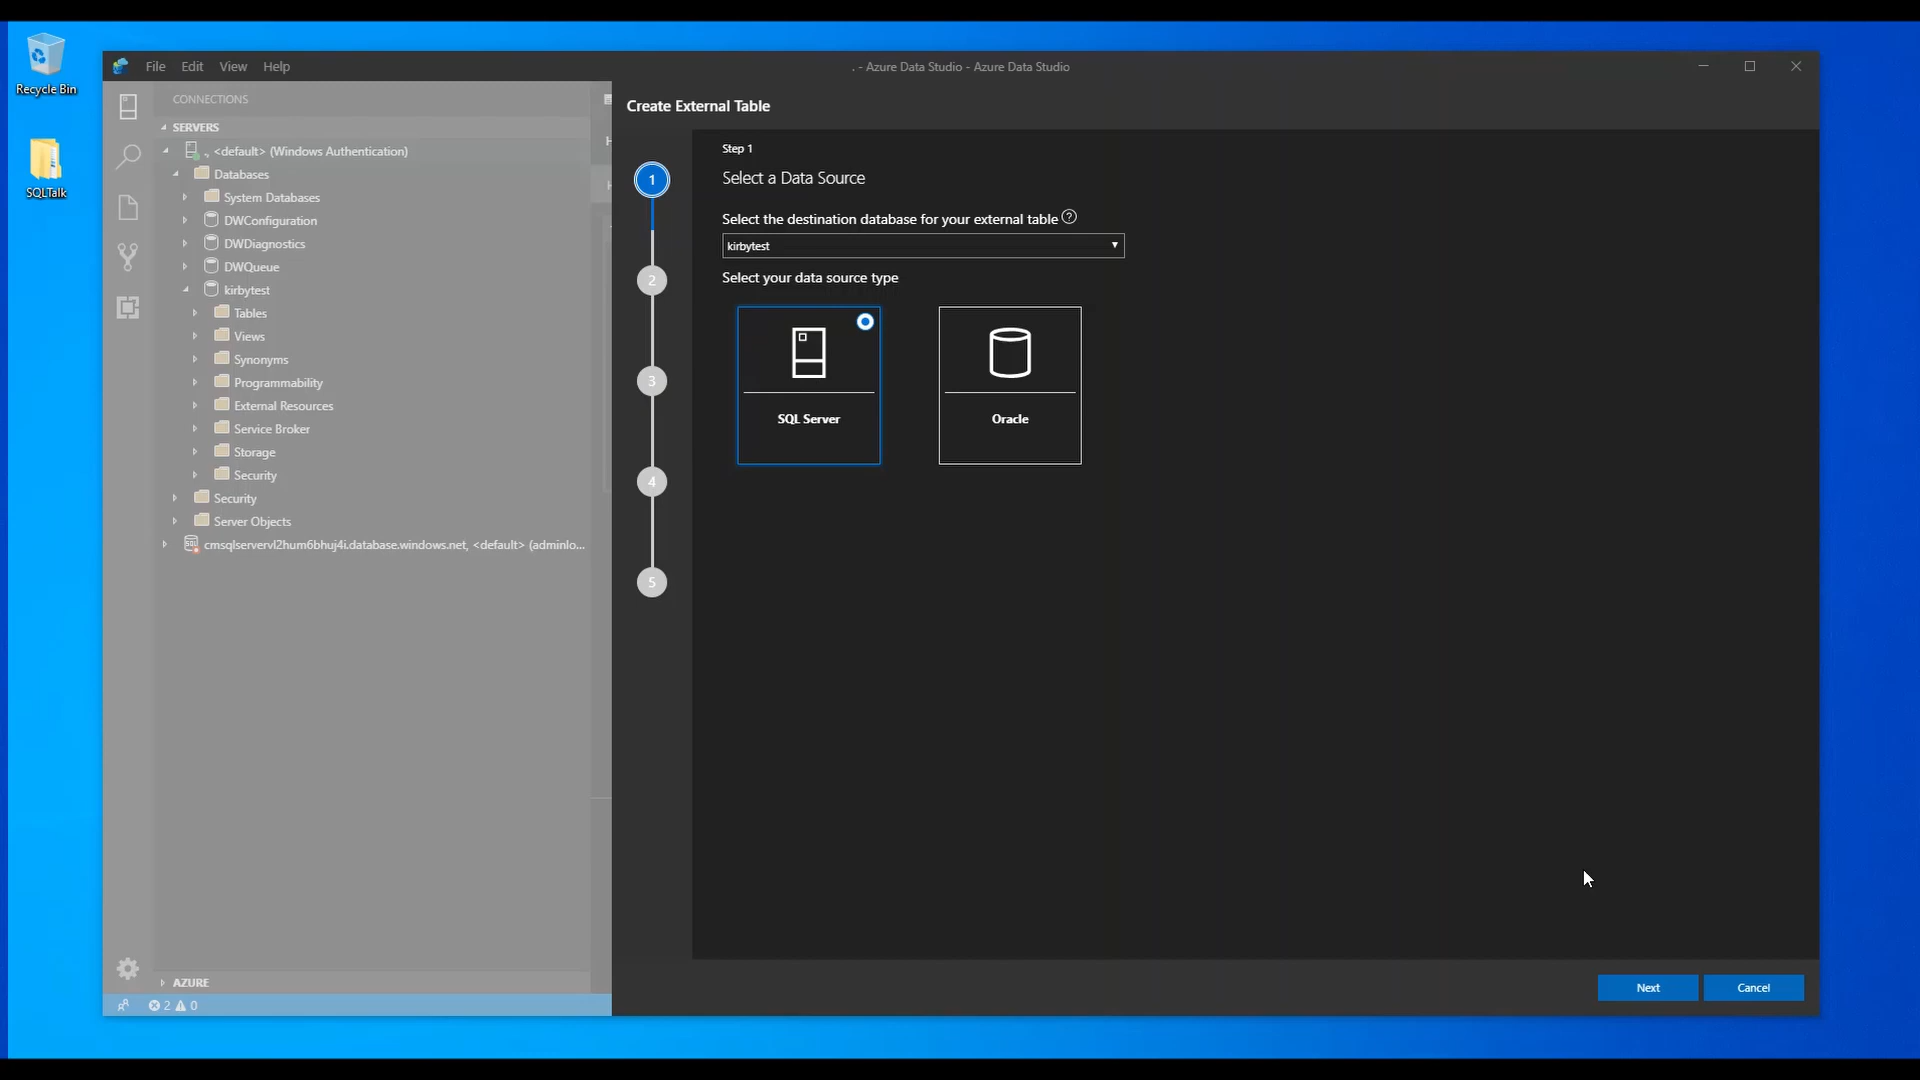 Recycle Bin
SQLTalk
File Edit View Help
. - Azure Data Studio - Azure Data Studio
CONNECTIONS
SERVERS
., <default> (Windows Authentication)
Databases
System Databases
DWConfiguration
DWDiagnostics
DWQueue
kirbytest
Tables
Views
Synonyms
Programmability
External Resources
Service Broker
Storage
Security
Security
Server Objects
cmsqlservervl2hum6bhuj4i.database.windows.net, <default> (adminlo...
AZURE
2 0
Create External Table
1
2
3
4
5
Step 1
Select a Data Source
Select the destination database for your external table
kirbytest
Select your data source type
SQL Server
Oracle
Next
Cancel